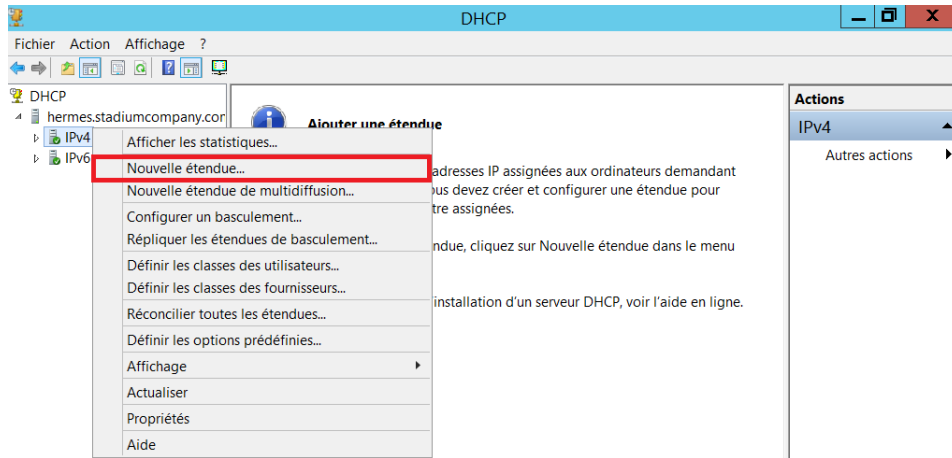 DHCP
Fichier Action Affichage ?
DHCP
hermes.stadiumcompany.con
IPv4
IPv6
Afficher les statistiques...
Nouvelle étendue...
Nouvelle étendue de multidiffusion...
Configurer un basculement...
Répliquer les étendues de basculement...
Définir les classes des utilisateurs...
Définir les classes des fournisseurs...
Réconcilier toutes les étendues...
Définir les options prédéfinies...
Affichage
Actualiser
Propriétés
Aide
Ajouter une étendue
adresses IP assignées aux ordinateurs demandant
us devez créer et configurer une étendue pour
tre assignées.
ndue, cliquez sur Nouvelle étendue dans le menu
installation d'un serveur DHCP, voir l'aide en ligne.
Actions
IPv4
Autres actions